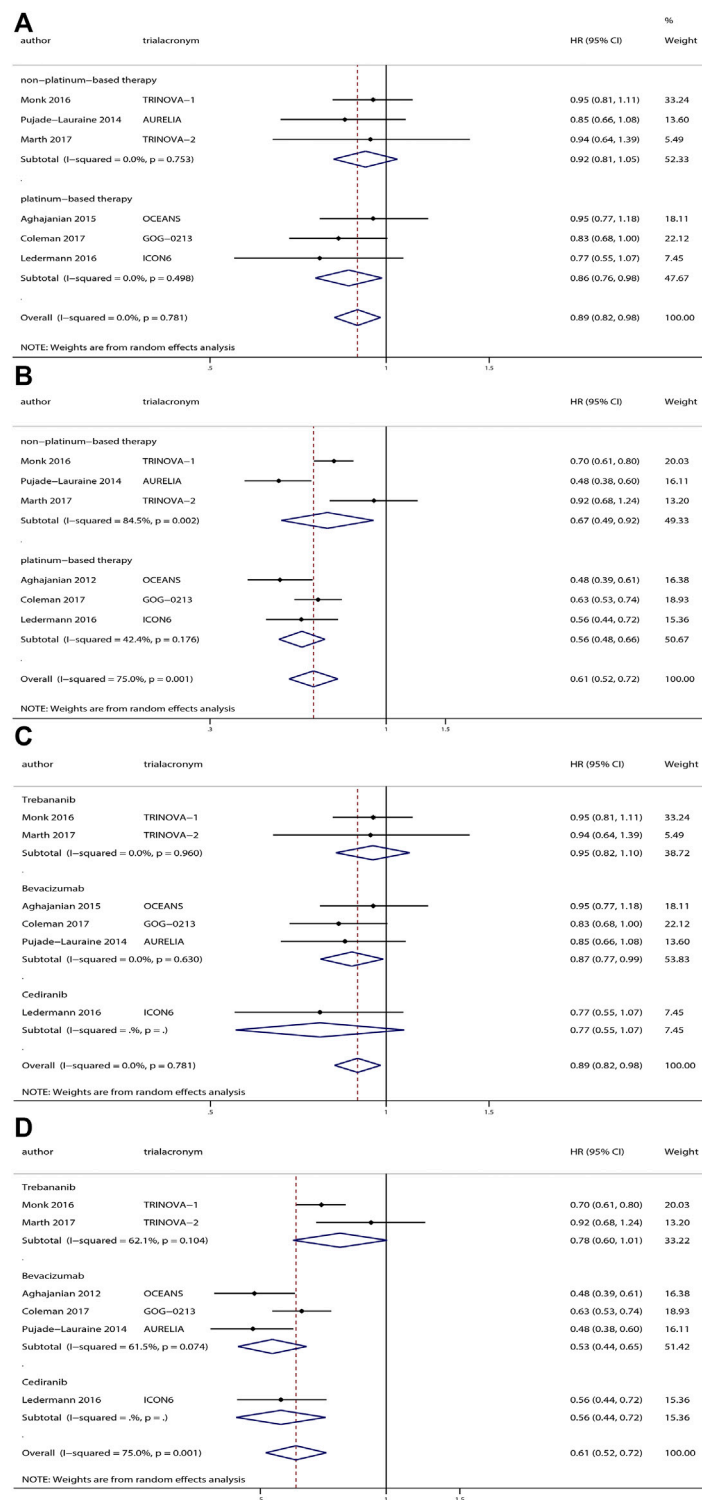 A
%
author trialacronym HR (95% CI) Weight
non−platinum−based therapy
Monk 2016 TRINOVA−1 0.95 (0.81, 1.11) 33.24
Pujade−Lauraine 2014 AURELIA 0.85 (0.66, 1.08) 13.60
Marth 2017 TRINOVA−2 0.94 (0.64, 1.39) 5.49
Subtotal (I−squared = 0.0%, p = 0.753) 0.92 (0.81, 1.05) 52.33
.
platinum−based therapy
Aghajanian 2015 OCEANS 0.95 (0.77, 1.18) 18.11
Coleman 2017 GOG−0213 0.83 (0.68, 1.00) 22.12
Ledermann 2016 ICON6 0.77 (0.55, 1.07) 7.45
Subtotal (I−squared = 0.0%, p = 0.498) 0.86 (0.76, 0.98) 47.67
.
Overall (I−squared = 0.0%, p = 0.781) 0.89 (0.82, 0.98) 100.00
NOTE: Weights are from random effects analysis
.5 1 1.5
B
author trialacronym HR (95% CI) Weight
non−platinum−based therapy
Monk 2016 TRINOVA−1 0.70 (0.61, 0.80) 20.03
Pujade−Lauraine 2014 AURELIA 0.48 (0.38, 0.60) 16.11
Marth 2017 TRINOVA−2 0.92 (0.68, 1.24) 13.20
Subtotal (I−squared = 84.5%, p = 0.002) 0.67 (0.49, 0.92) 49.33
.
platinum−based therapy
Aghajanian 2012 OCEANS 0.48 (0.39, 0.61) 16.38
Coleman 2017 GOG−0213 0.63 (0.53, 0.74) 18.93
Ledermann 2016 ICON6 0.56 (0.44, 0.72) 15.36
Subtotal (I−squared = 42.4%, p = 0.176) 0.56 (0.48, 0.66) 50.67
.
Overall (I−squared = 75.0%, p = 0.001) 0.61 (0.52, 0.72) 100.00
NOTE: Weights are from random effects analysis
.3 1 1.5
C
author trialacronym HR (95% CI) Weight
Trebananib
Monk 2016 TRINOVA−1 0.95 (0.81, 1.11) 33.24
Marth 2017 TRINOVA−2 0.94 (0.64, 1.39) 5.49
Subtotal (I−squared = 0.0%, p = 0.960) 0.95 (0.82, 1.10) 38.72
.
Bevacizumab
Aghajanian 2015 OCEANS 0.95 (0.77, 1.18) 18.11
Coleman 2017 GOG−0213 0.83 (0.68, 1.00) 22.12
Pujade−Lauraine 2014 AURELIA 0.85 (0.66, 1.08) 13.60
Subtotal (I−squared = 0.0%, p = 0.630) 0.87 (0.77, 0.99) 53.83
.
Cediranib
Ledermann 2016 ICON6 0.77 (0.55, 1.07) 7.45
Subtotal (I−squared = .%, p = .) 0.77 (0.55, 1.07) 7.45
.
Overall (I−squared = 0.0%, p = 0.781) 0.89 (0.82, 0.98) 100.00
NOTE: Weights are from random effects analysis
.5 1 1.5
D
author trialacronym HR (95% CI) Weight
Trebananib
Monk 2016 TRINOVA−1 0.70 (0.61, 0.80) 20.03
Marth 2017 TRINOVA−2 0.92 (0.68, 1.24) 13.20
Subtotal (I−squared = 62.1%, p = 0.104) 0.78 (0.60, 1.01) 33.22
.
Bevacizumab
Aghajanian 2012 OCEANS 0.48 (0.39, 0.61) 16.38
Coleman 2017 GOG−0213 0.63 (0.53, 0.74) 18.93
Pujade−Lauraine 2014 AURELIA 0.48 (0.38, 0.60) 16.11
Subtotal (I−squared = 61.5%, p = 0.074) 0.53 (0.44, 0.65) 51.42
.
Cediranib
Ledermann 2016 ICON6 0.56 (0.44, 0.72) 15.36
Subtotal (I−squared = .%, p = .) 0.56 (0.44, 0.72) 15.36
.
Overall (I−squared = 75.0%, p = 0.001) 0.61 (0.52, 0.72) 100.00
NOTE: Weights are from random effects analysis
.5 1 1.5